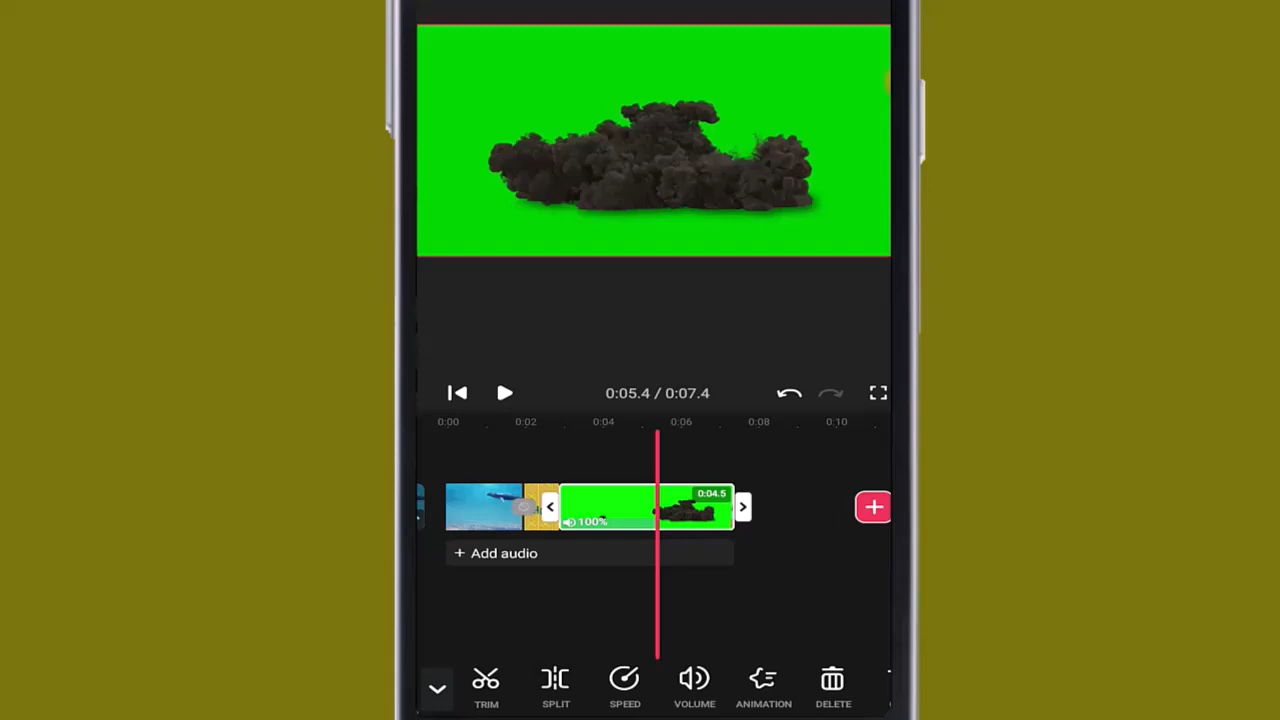 0:05.4 / 0:07.4
0:00 0:02 0:04 0:06 0:08 0:10
0:04.5
100%
+ Add audio
TRIM SPLIT SPEED VOLUME ANIMATION DELETE